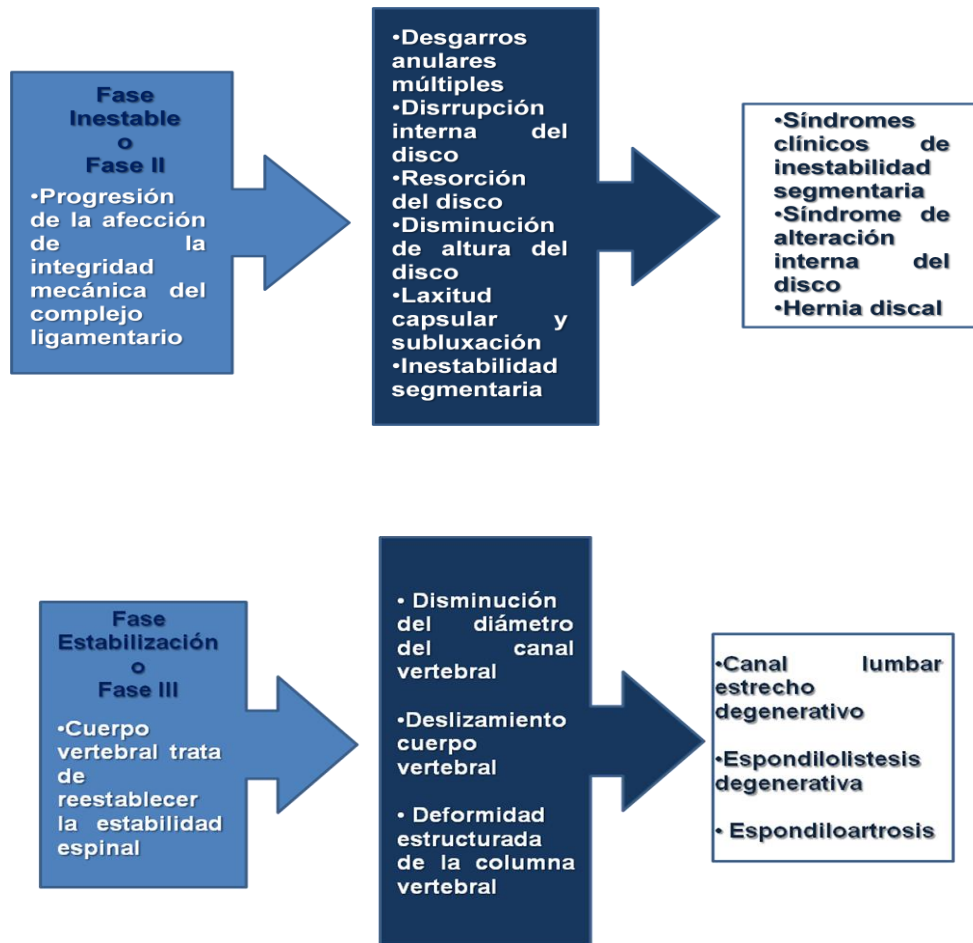 Fase
Inestable
o
Fase II
•Progresión
de la afección
de la
integridad
mecánica del
complejo
ligamentario
•Desgarros
anulares
múltiples
•Disrrupción
interna del
disco
•Resorción
del disco
•Disminución
de altura del
disco
•Laxitud
capsular y
subluxación
•Inestabilidad
segmentaria
•Síndromes
clínicos de
inestabilidad
segmentaria
•Síndrome de
alteración
interna del
disco
•Hernia discal
Fase
Estabilización
o
Fase III
•Cuerpo
vertebral trata
de
reestablecer
la estabilidad
espinal
• Disminución
del diámetro
del canal
vertebral
•Deslizamiento
cuerpo
vertebral
• Deformidad
estructurada
de la columna
vertebral
•Canal lumbar
estrecho
degenerativo
•Espondilolistesis
degenerativa
• Espondiloartrosis